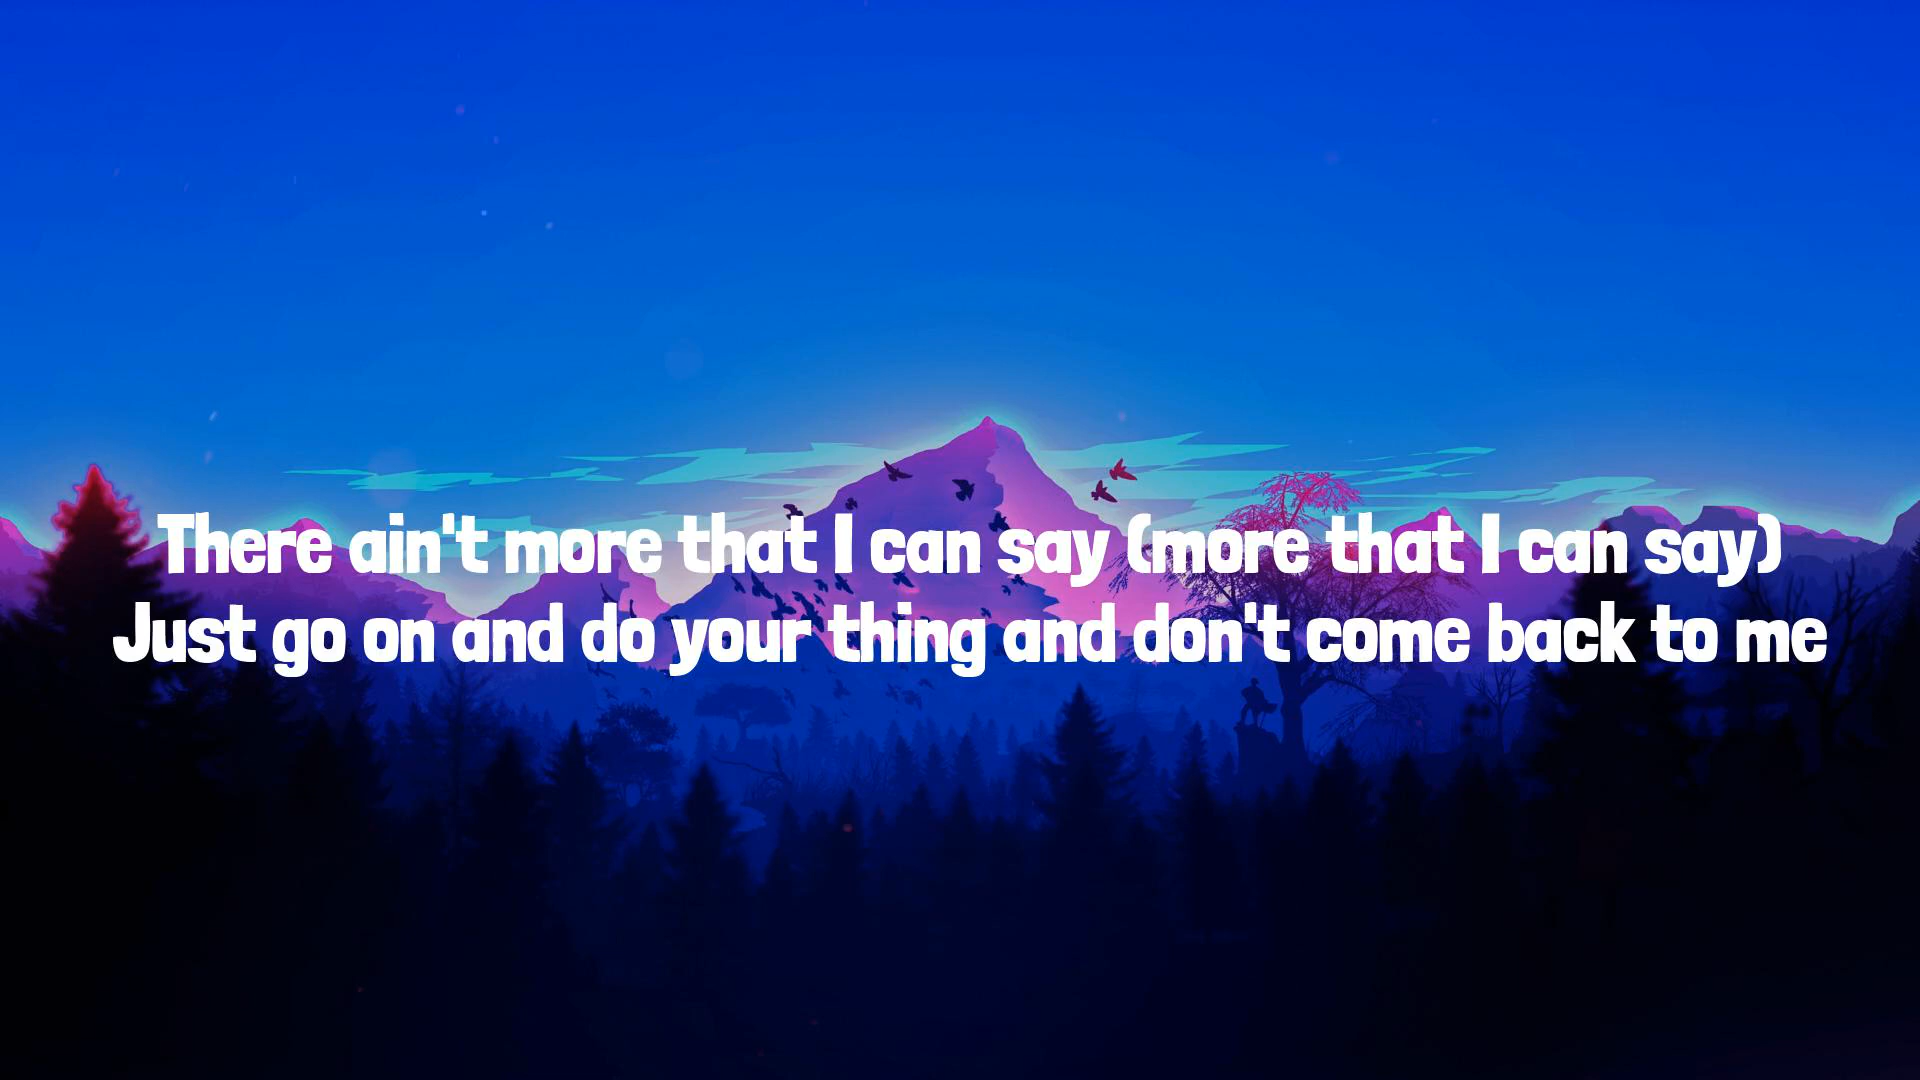 There ain't more that I can say (more that I can say)
Just go on and do your thing and don't come back to me